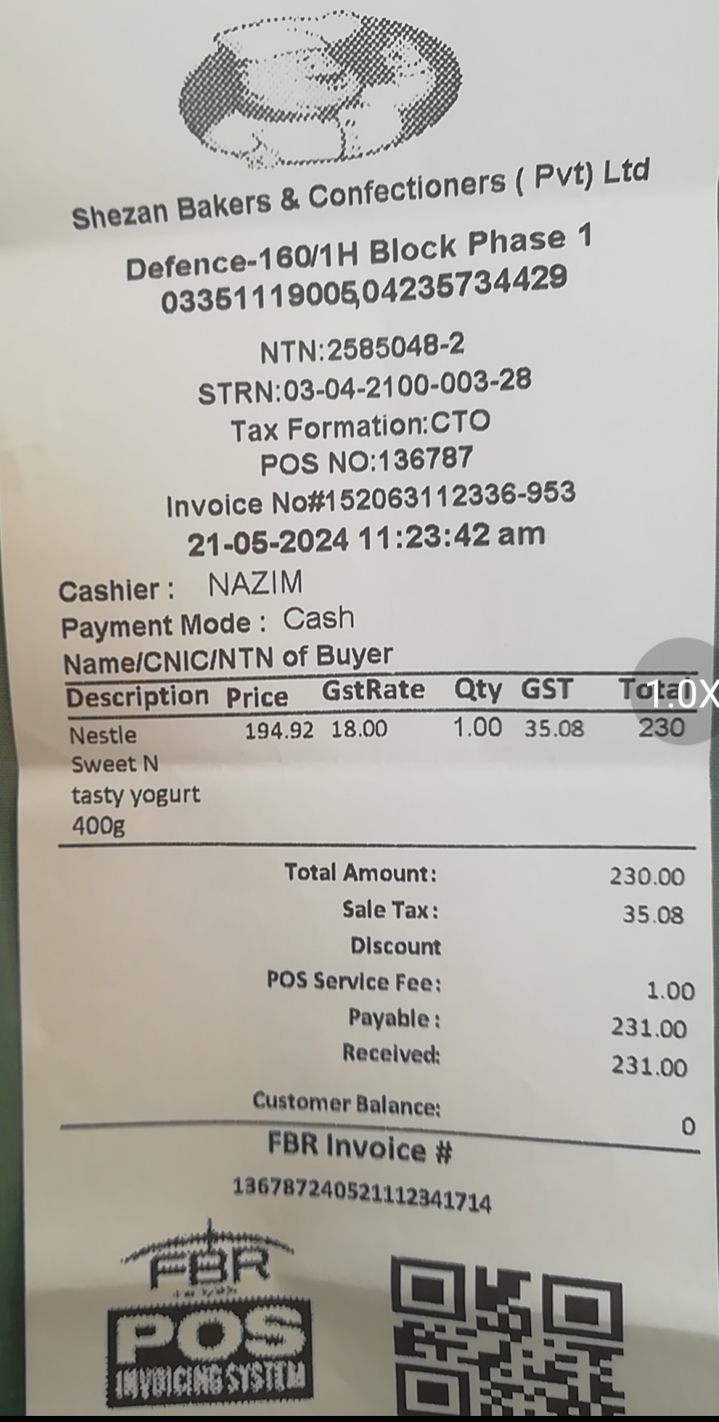 Shezan Bakers & Confectioners ( Pvt) Ltd
Defence-160/1H Block Phase 1
03351119005,04235734429
NTN:2585048-2
STRN:03-04-2100-003-28
Tax Formation:CTO
POS NO:136787
Invoice No#152063112336-953
21-05-2024 11:23:42 am
Cashier : NAZIM
Payment Mode : Cash
Name/CNIC/NTN of Buyer
Description Price GstRate Qty GST Total
1.0X
Nestle 194.92 18.00 1.00 35.08 230
Sweet N
tasty yogurt
400g
Total Amount: 230.00
Sale Tax: 35.08
Discount
POS Service Fee: 1.00
Payable : 231.00
Received: 231.00
Customer Balance: 0
FBR Invoice #
136787240521112341714
FBR
POS
INVOICING SYSTEM